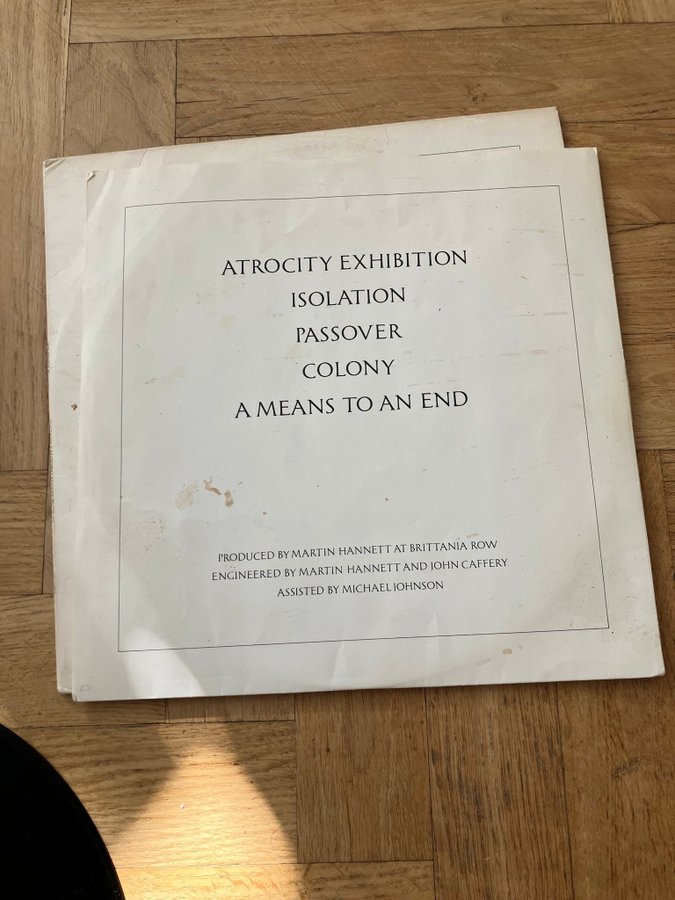 ATROCITY EXHIBITION
ISOLATION
PASSOVER
COLONY
A MEANS TO AN END
PRODUCED BY MARTIN HANNETT AT BRITTANIA ROW
ENGINEERED BY MARTIN HANNETT AND JOHN CAFFERY
ASSISTED BY MICHAEL JOHNSON